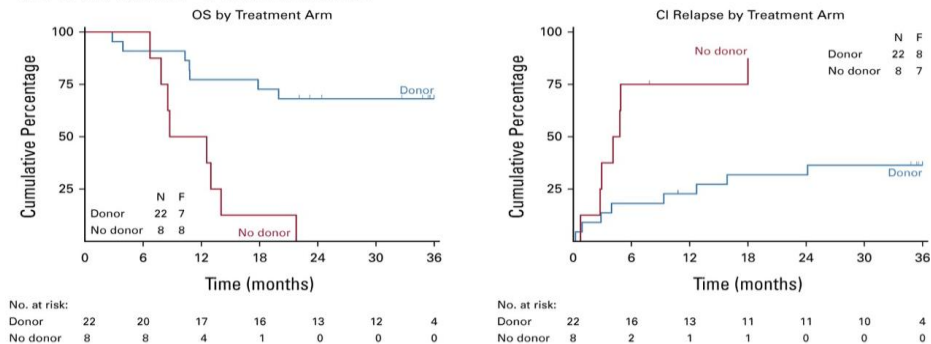 OS by Treatment Arm
Cumulative Percentage
100
75
50
25
Donor
N F
Donor 22 7
No donor 8 8
No donor
0 6 12 18 24 30 36
Time (months)
No. at risk:
Donor 22 20 17 16 13 12 4
No donor 8 8 4 1 0 0 0
CI Relapse by Treatment Arm
Cumulative Percentage
100
75
50
25
No donor
N F
Donor 22 8
No donor 8 7
Donor
0 6 12 18 24 30 36
Time (months)
No. at risk:
Donor 22 16 13 11 11 10 4
No donor 8 2 1 1 0 0 0